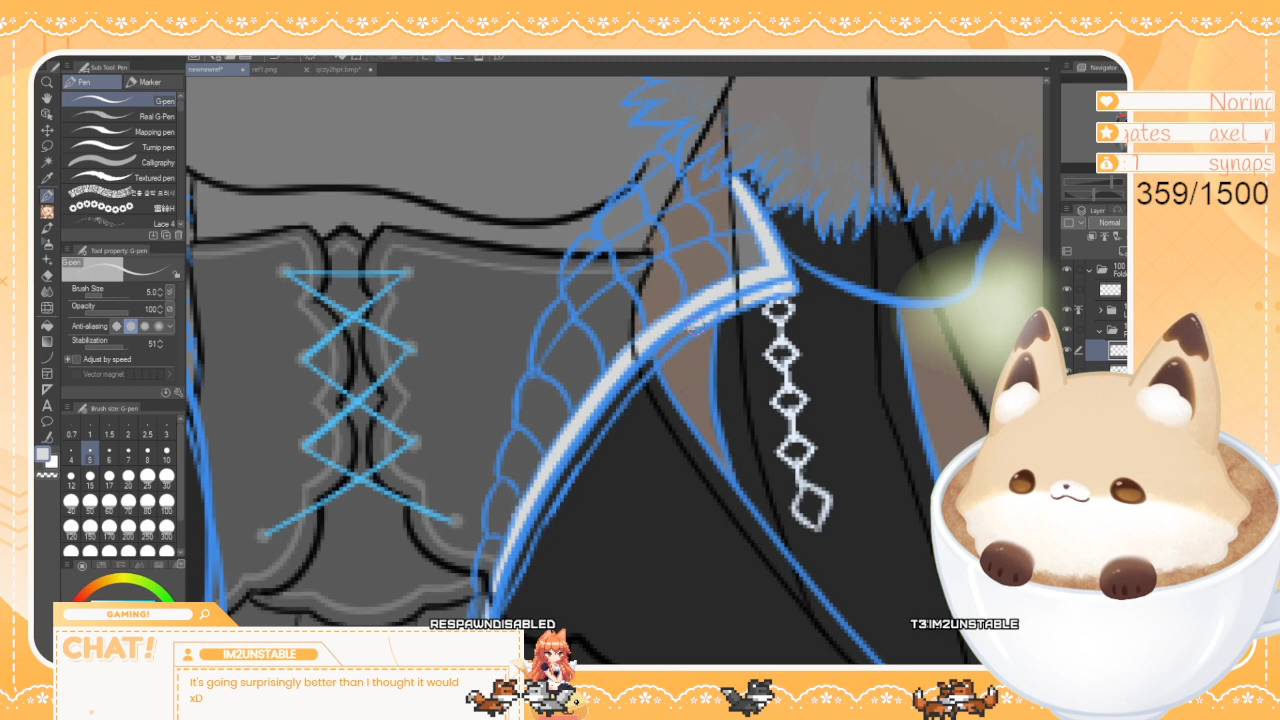 Sub Tool: Pen
Pen
Marker
G-pen
Real G-Pen
Mapping pen
Turnip pen
Calligraphy
Textured pen
Lace 4
Tool property: G-pen
G-pen
Brush Size 5.0
Opacity 100
Anti-aliasing
Stabilization 51
Adjust by speed
Vector magnet
Brush size: G-pen
0.7 1 1.5 2 2.5 3
4 5 6 7 8 10
12 15 17 20 25 30
40 50 60 70 80 100
120 150 170 200 250 300
newnewref*
ref1.png
qczy2hpr.bmp*
Navigator
Norino
gates axel_r
synaps
359/1500
Layer
Normal
100
GAMING!
CHAT!
IM2UNSTABLE
It's going surprisingly better than I thought it would
xD
RESPAWNDISABLED
T3:IM2UNSTABLE